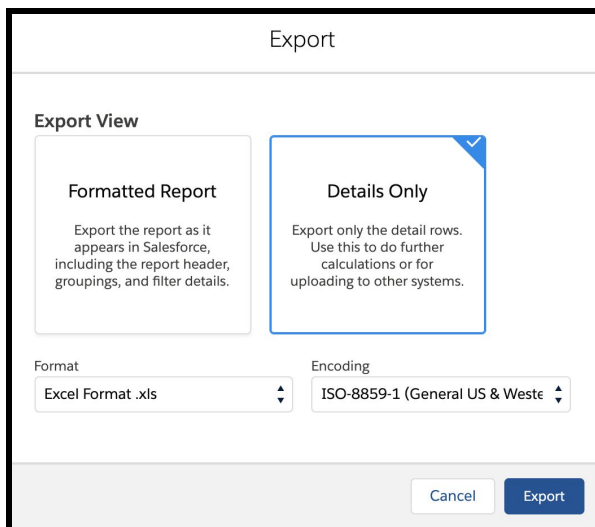 Export
Export View
Formatted Report
Export the report as it
appears in Salesforce,
including the report header,
groupings, and filter details.
Details Only
Export only the detail rows.
Use this to do further
calculations or for
uploading to other systems.
Format
Excel Format .xls
Encoding
ISO-8859-1 (General US & Weste
Cancel
Export